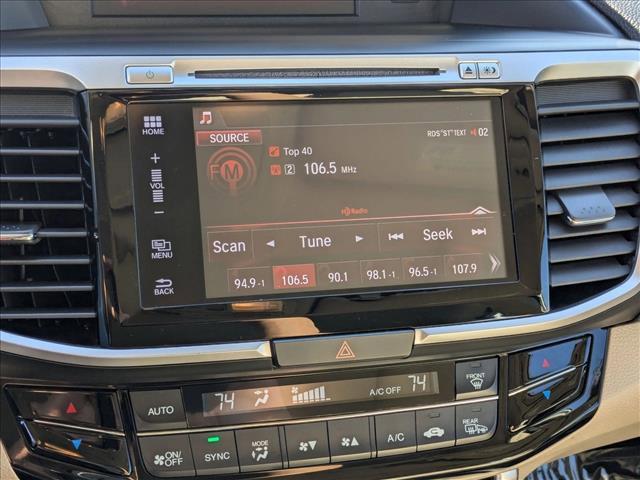 HOME
SOURCE
RDS "ST" TEXT 02
Top 40
FM
2 106.5 MHz
+
VOL
−
HD Radio
MENU
Scan Tune Seek
BACK
94.9-1 106.5 90.1 98.1-1 96.5-1 107.9
74 A/C OFF 74
FRONT
AUTO
ON/OFF
SYNC
MODE
A/C
REAR